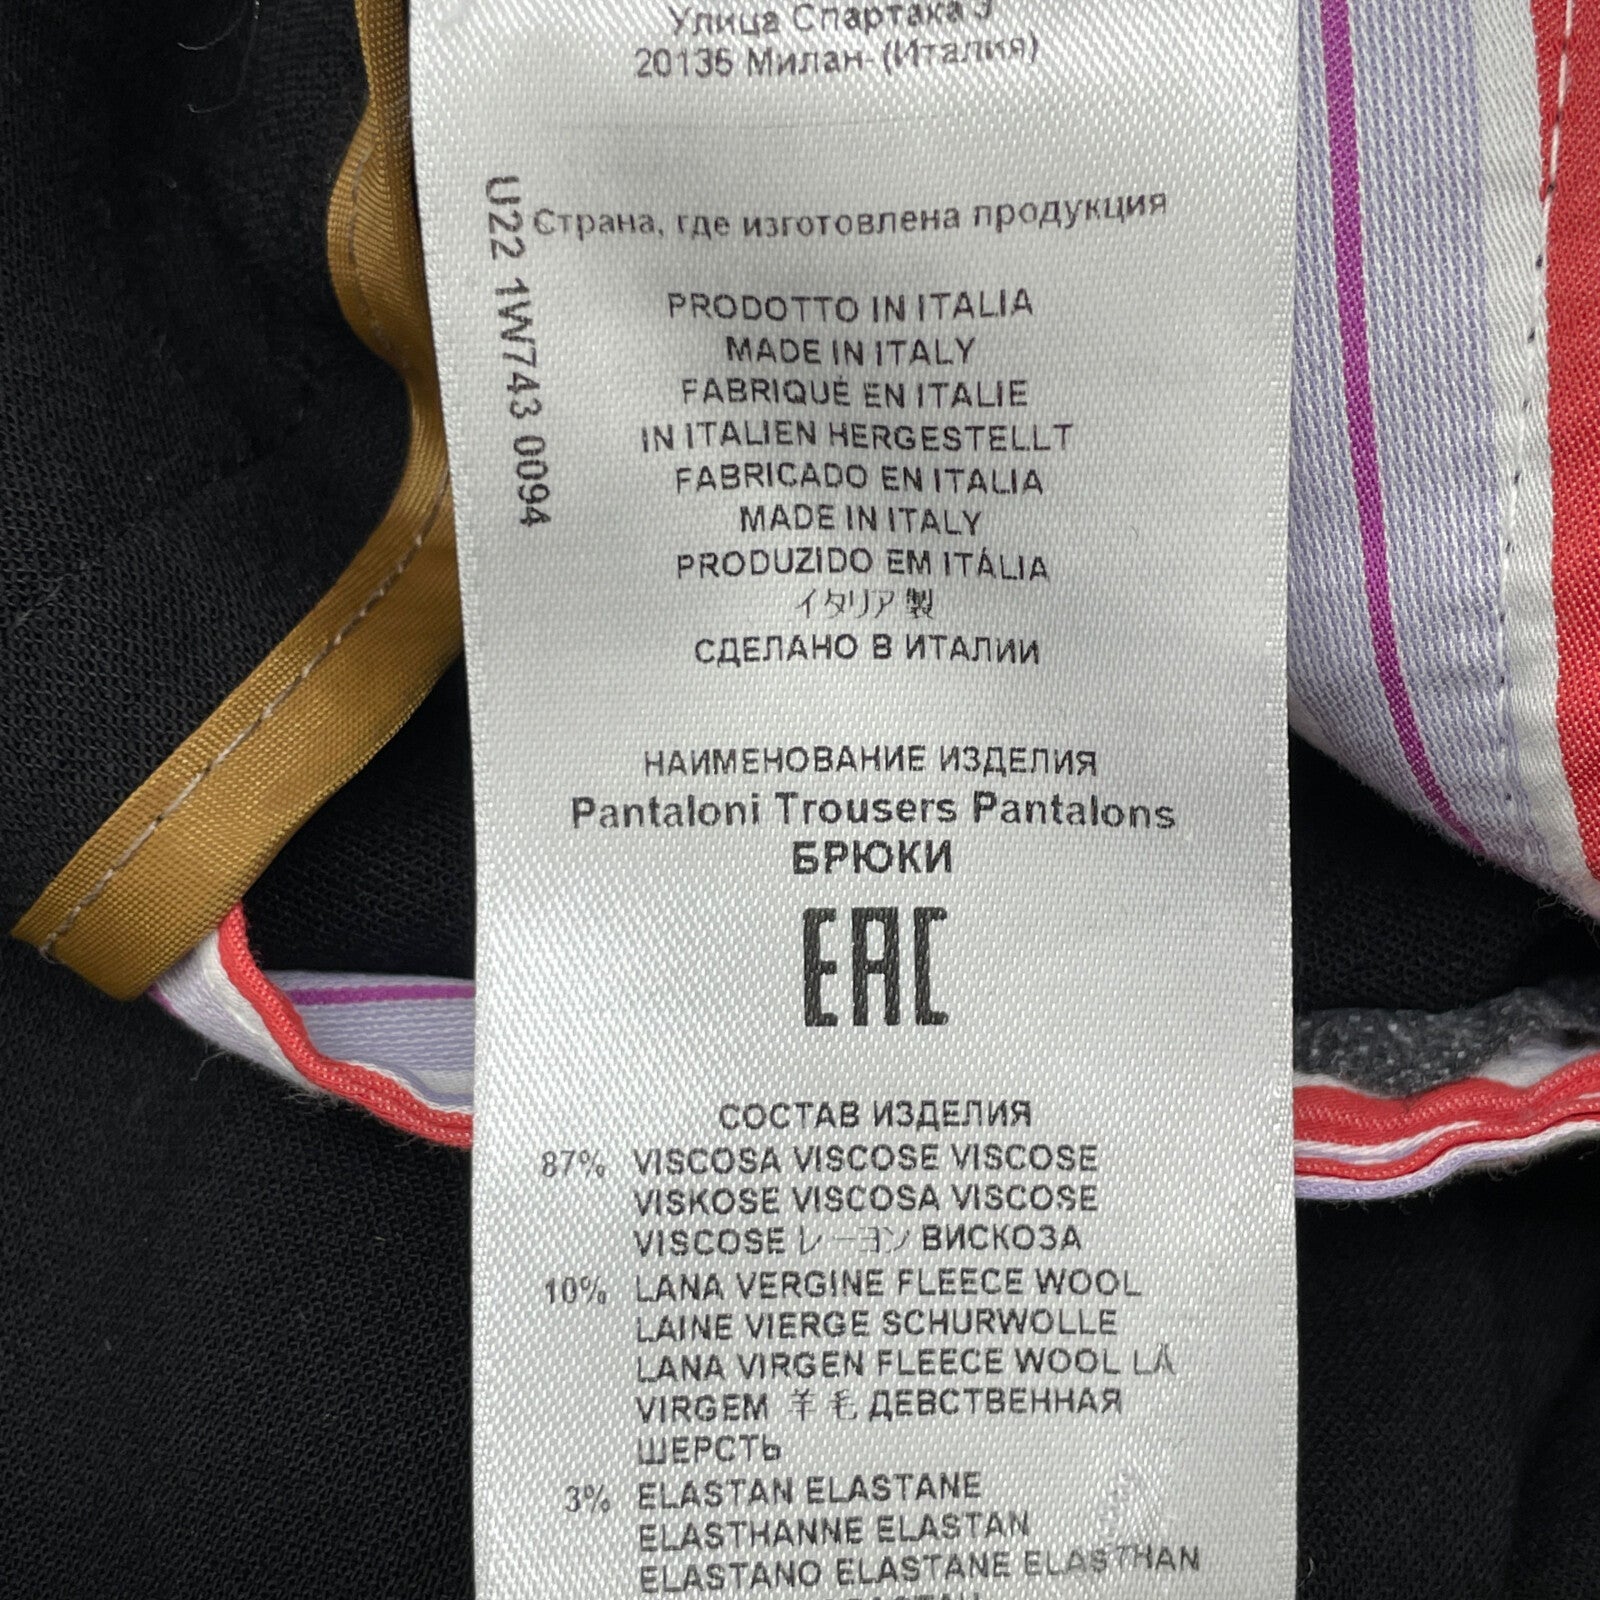 Улица Спартака 3
20135 Милан- (Италия)
U22 1W743 0094
Страна, где изготовлена продукция
PRODOTTO IN ITALIA
MADE IN ITALY
FABRIQUÉ EN ITALIE
IN ITALIEN HERGESTELLT
FABRICADO EN ITALIA
MADE IN ITALY
PRODUZIDO EM ITÁLIA
イタリア製
СДЕЛАНО В ИТАЛИИ
НАИМЕНОВАНИЕ ИЗДЕЛИЯ
Pantaloni Trousers Pantalons
БРЮКИ
EAC
СОСТАВ ИЗДЕЛИЯ
87% VISCOSA VISCOSE VISCOSE
VISKOSE VISCOSA VISCOSE
VISCOSE レーヨン ВИСКОЗА
10% LANA VERGINE FLEECE WOOL
LAINE VIERGE SCHURWOLLE
LANA VIRGEN FLEECE WOOL LÃ
VIRGEM 羊毛 ДЕВСТВЕННАЯ
ШЕРСТЬ
3% ELASTAN ELASTANE
ELASTHANNE ELASTAN
ELASTANO ELASTANE ELASTHAN